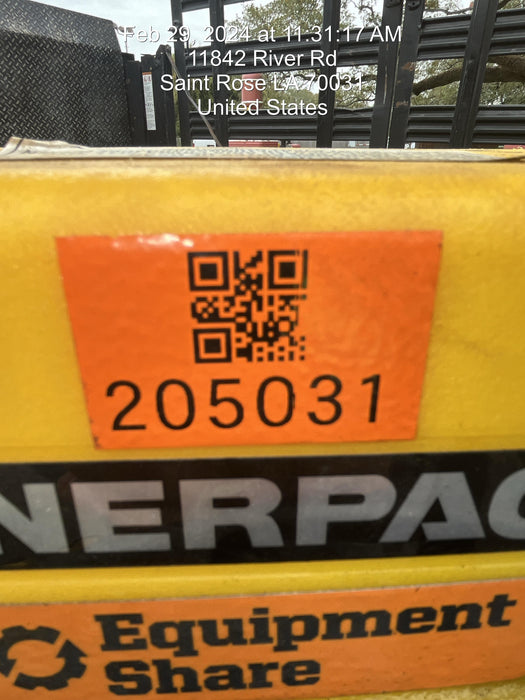 Feb 29, 2024 at 11:31:17 AM
11842 River Rd
Saint Rose LA 70031
United States
205031
NERPAC
Equipment
Share